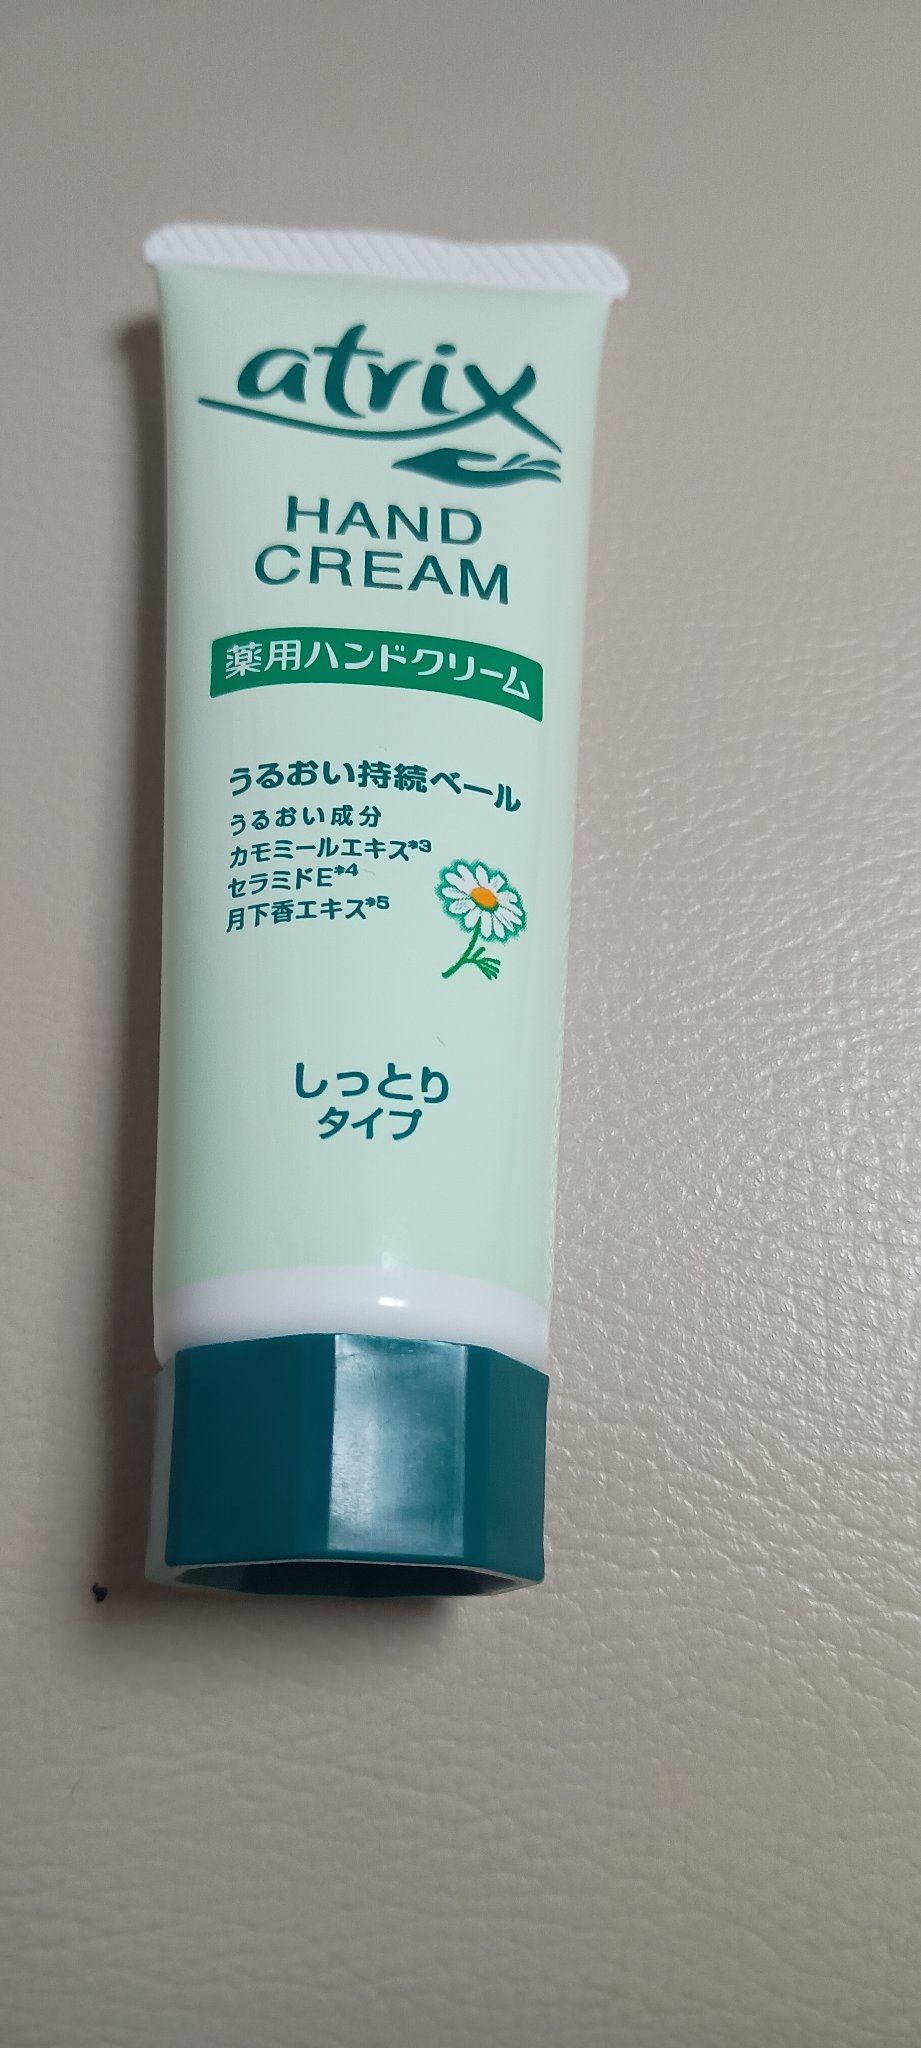 atrix
HAND
CREAM
薬用ハンドクリーム
うるおい持続ベール
うるおい成分
カモミールエキス*3
セラミドE*4
月下香エキス*5
しっとり
タイプ